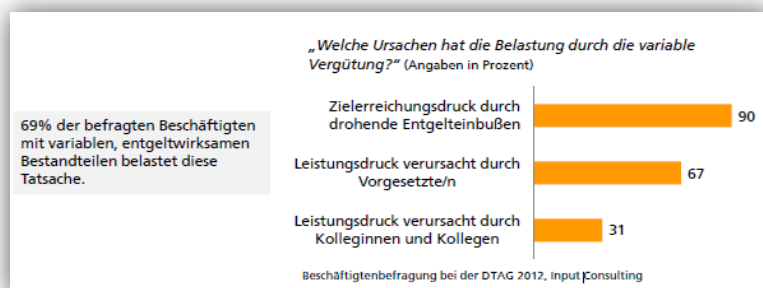 „Welche Ursachen hat die Belastung durch die variable
Vergütung?“ (Angaben in Prozent)
69% der befragten Beschäftigten
mit variablen, entgeltwirksamen
Bestandteilen belastet diese
Tatsache.
Zielerreichungsdruck durch
drohende Entgelteinbußen
90
Leistungsdruck verursacht durch
Vorgesetzte/n
67
Leistungsdruck verursacht durch
Kolleginnen und Kollegen
31
Beschäftigtenbefragung bei der DTAG 2012, Input Consulting